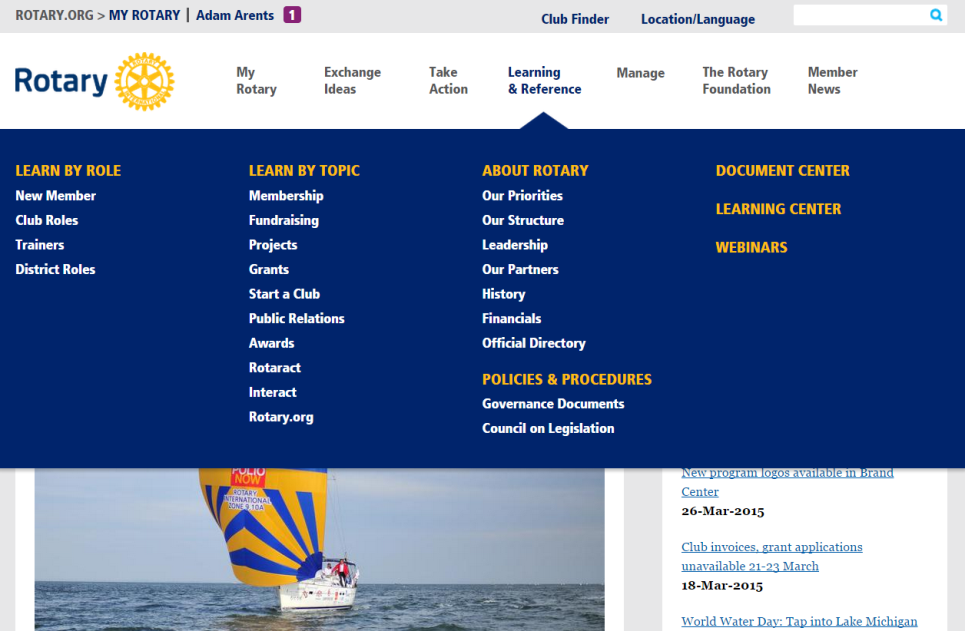 ROTARY.ORG > MY ROTARY | Adam Arents 1
Club Finder
Location/Language
Rotary
ROTARY
INTERNATIONAL
My
Rotary
Exchange
Ideas
Take
Action
Learning
& Reference
Manage
The Rotary
Foundation
Member
News
LEARN BY ROLE
New Member
Club Roles
Trainers
District Roles
LEARN BY TOPIC
Membership
Fundraising
Projects
Grants
Start a Club
Public Relations
Awards
Rotaract
Interact
Rotary.org
ABOUT ROTARY
Our Priorities
Our Structure
Leadership
Our Partners
History
Financials
Official Directory
POLICIES & PROCEDURES
Governance Documents
Council on Legislation
DOCUMENT CENTER
LEARNING CENTER
WEBINARS
POLIO
NOW
ROTARY
INTERNATIONAL
ZONE 9 10A
New program logos available in Brand
Center
26-Mar-2015
Club invoices, grant applications
unavailable 21-23 March
18-Mar-2015
World Water Day: Tap into Lake Michigan